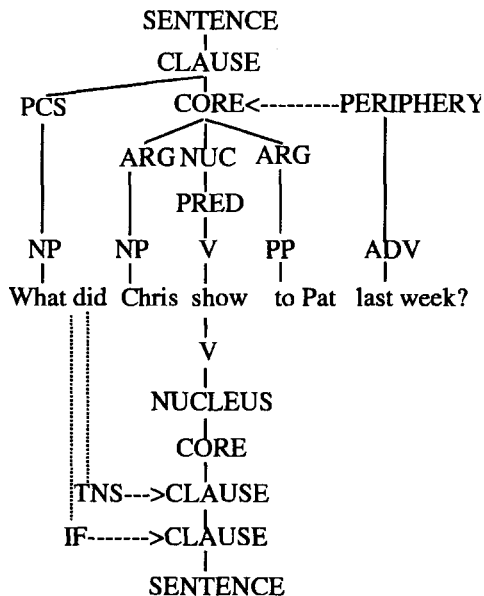 SENTENCE
CLAUSE
PCS CORE<---------PERIPHERY
ARG NUC ARG
PRED
NP NP V PP ADV
What did Chris show to Pat last week?
V
NUCLEUS
CORE
TNS--->CLAUSE
IF------->CLAUSE
SENTENCE